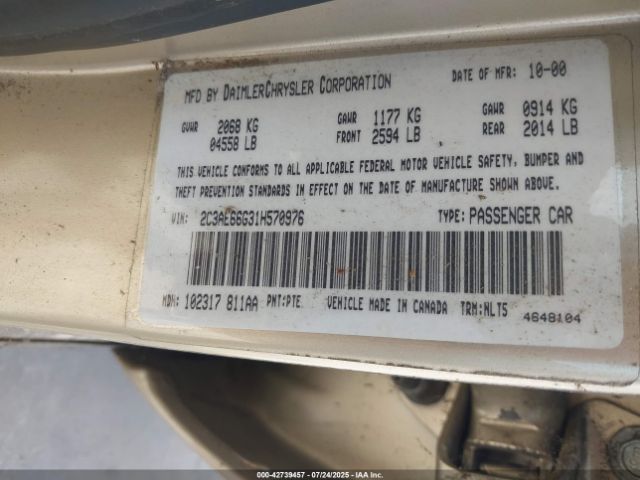 MFD BY DAIMLERCHRYSLER CORPORATION DATE OF MFR: 10-00
GVWR 2068 KG GAWR 1177 KG GAWR 0914 KG
04558 LB FRONT 2594 LB REAR 2014 LB
THIS VEHICLE CONFORMS TO ALL APPLICABLE FEDERAL MOTOR VEHICLE SAFETY, BUMPER AND
THEFT PREVENTION STANDARDS IN EFFECT ON THE DATE OF MANUFACTURE SHOWN ABOVE.
VIN: 2C3AE66G31H570976 TYPE: PASSENGER CAR
MDH: 102317 811AA PNT:PTE VEHICLE MADE IN CANADA TRM:NLT5
4648104
000-42739457 - 07/24/2025 - IAA Inc.